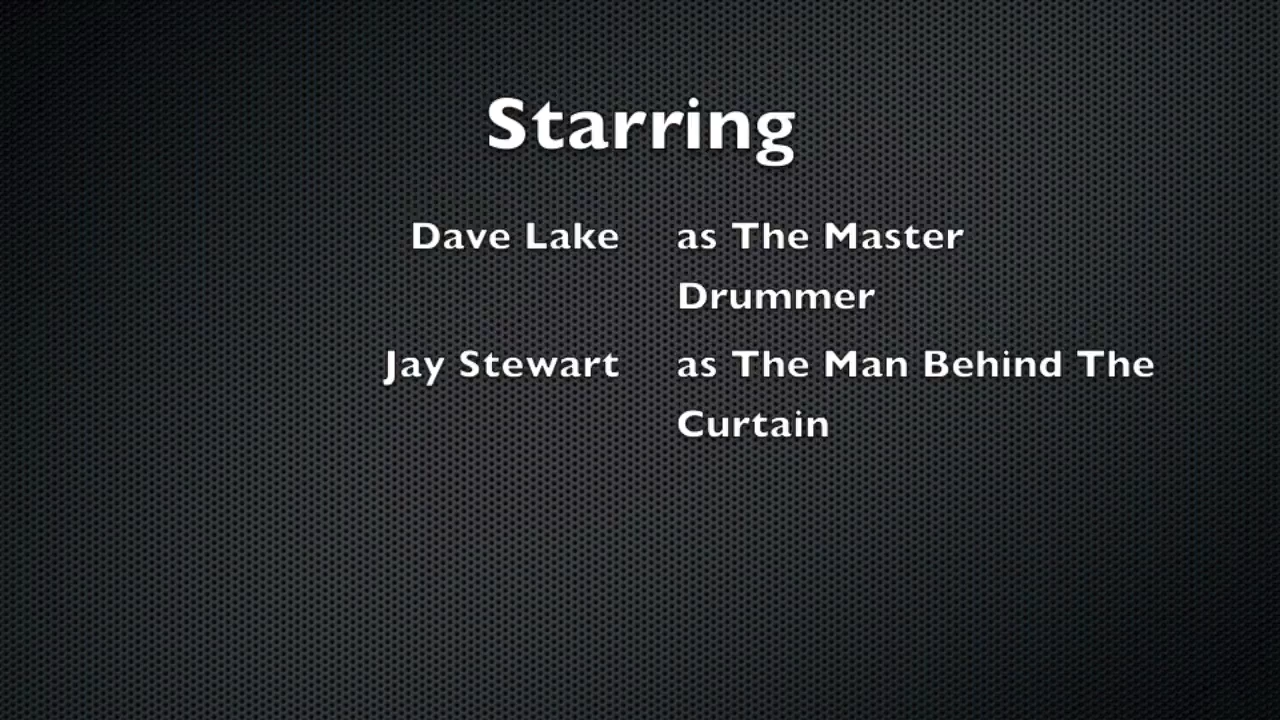 Starring
Dave Lake as The Master
Drummer
Jay Stewart as The Man Behind The
Curtain